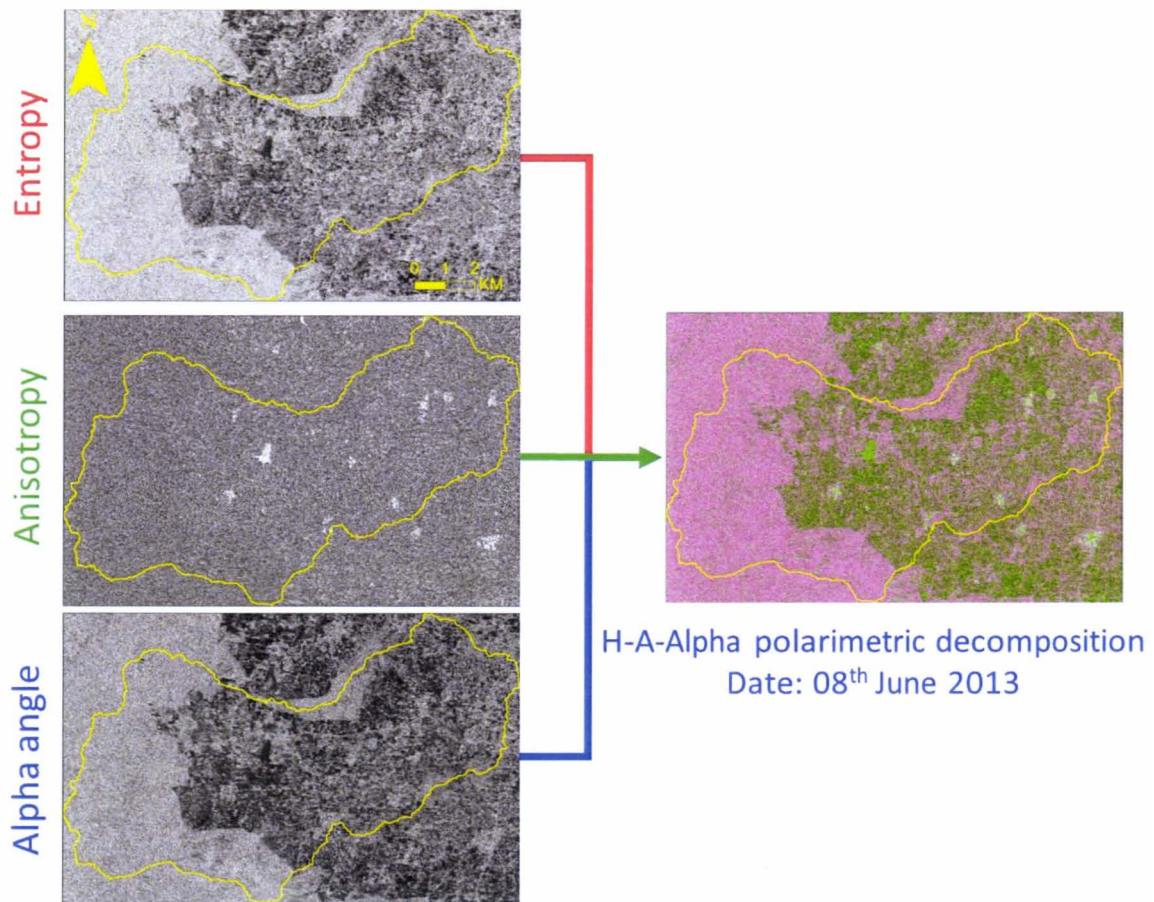 Entropy
N
0 1 2
KM
Anisotropy
Alpha angle
H-A-Alpha polarimetric decomposition
Date: 08th June 2013